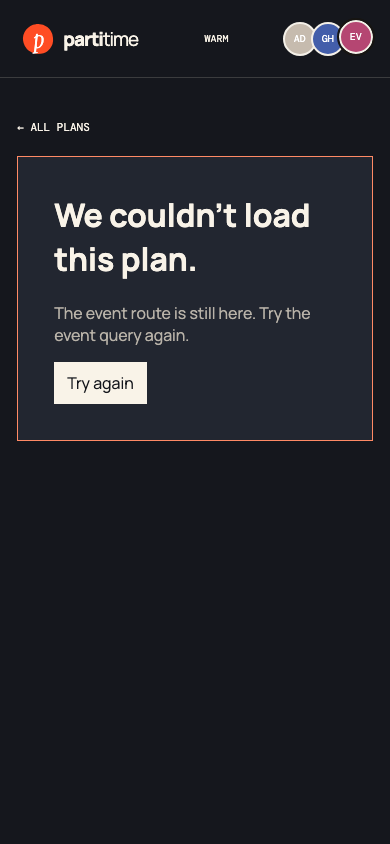 p partitime
WARM
AD GH EV
← ALL PLANS
We couldn't load
this plan.
The event route is still here. Try the
event query again.
Try again